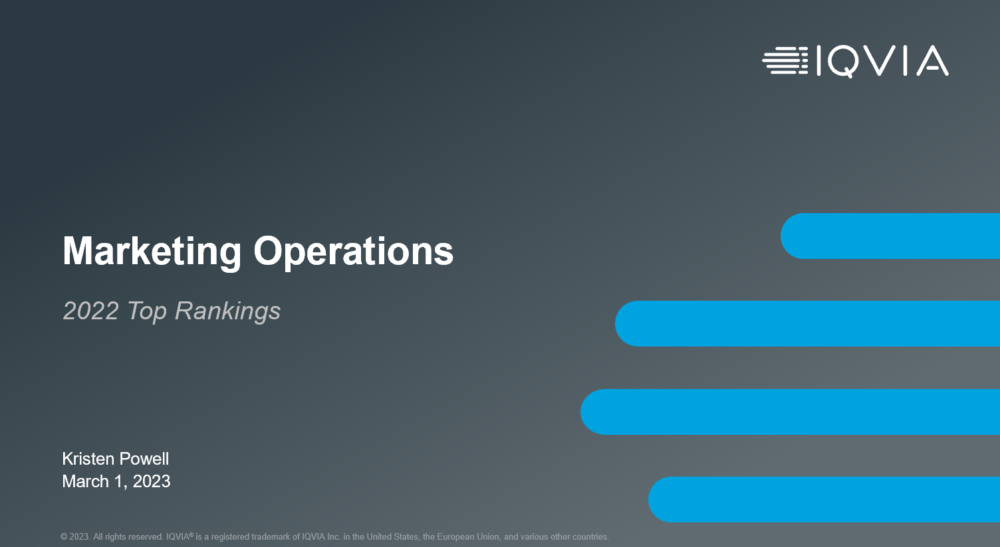 IQVIA
Marketing Operations
2022 Top Rankings
Kristen Powell
March 1, 2023
© 2023. All rights reserved. IQVIA® is a registered trademark of IQVIA Inc. in the United States, the European Union, and various other countries.